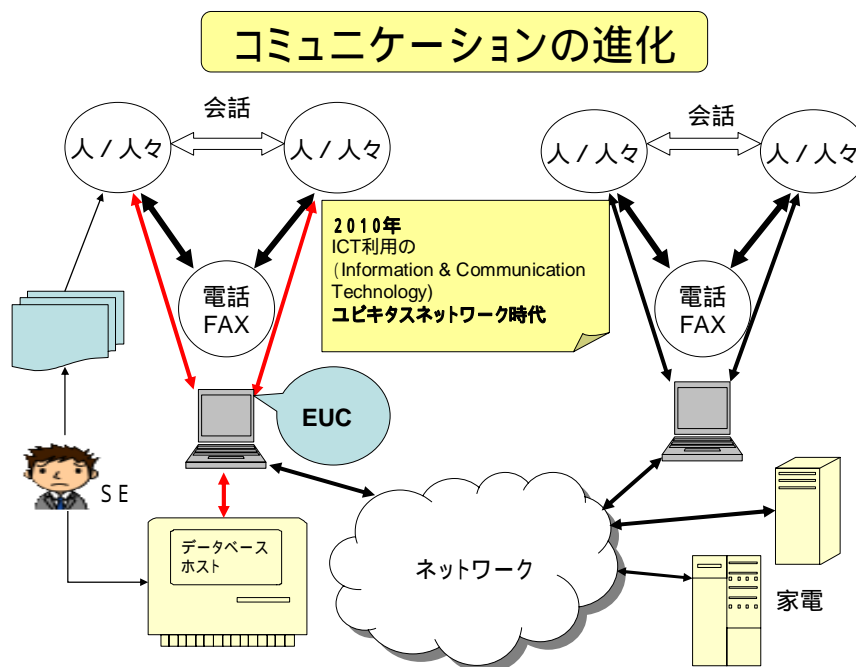 コミュニケーションの進化
会話
人 / 人々
人 / 人々
会話
人 / 人々
人 / 人々
2010年
ICT利用の
(Information & Communication
Technology)
ユビキタスネットワーク時代
電話
FAX
電話
FAX
EUC
SE
データベース
ホスト
ネットワーク
家電